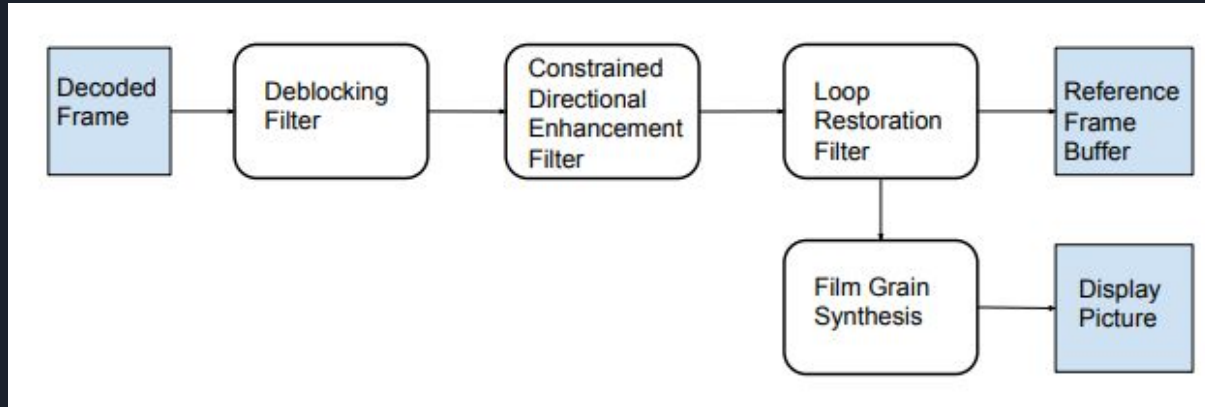 Decoded
Frame
Deblocking
Filter
Constrained
Directional
Enhancement
Filter
Loop
Restoration
Filter
Reference
Frame
Buffer
Film Grain
Synthesis
Display
Picture